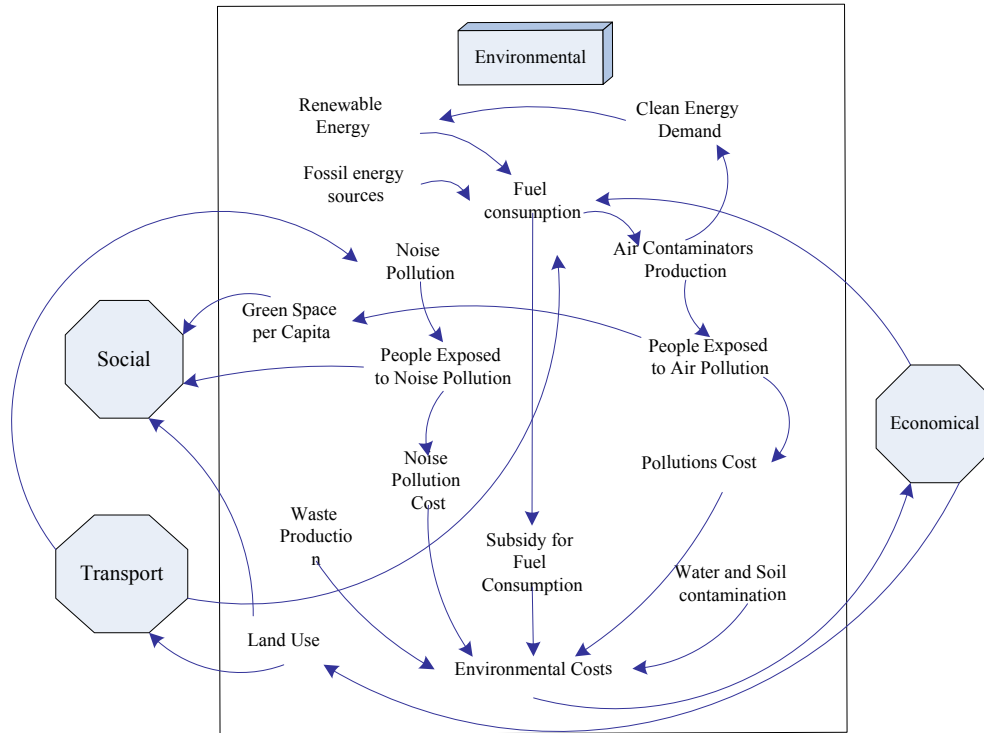 Environmental
Renewable
Energy
Clean Energy
Demand
Fossil energy
sources
Fuel
consumption
Noise
Pollution
Air Contaminators
Production
Green Space
per Capita
Social
People Exposed
to Noise Pollution
People Exposed
to Air Pollution
Economical
Noise
Pollution
Cost
Pollutions Cost
Waste
Productio
n
Subsidy for
Fuel
Consumption
Transport
Water and Soil
contamination
Land Use
Environmental Costs